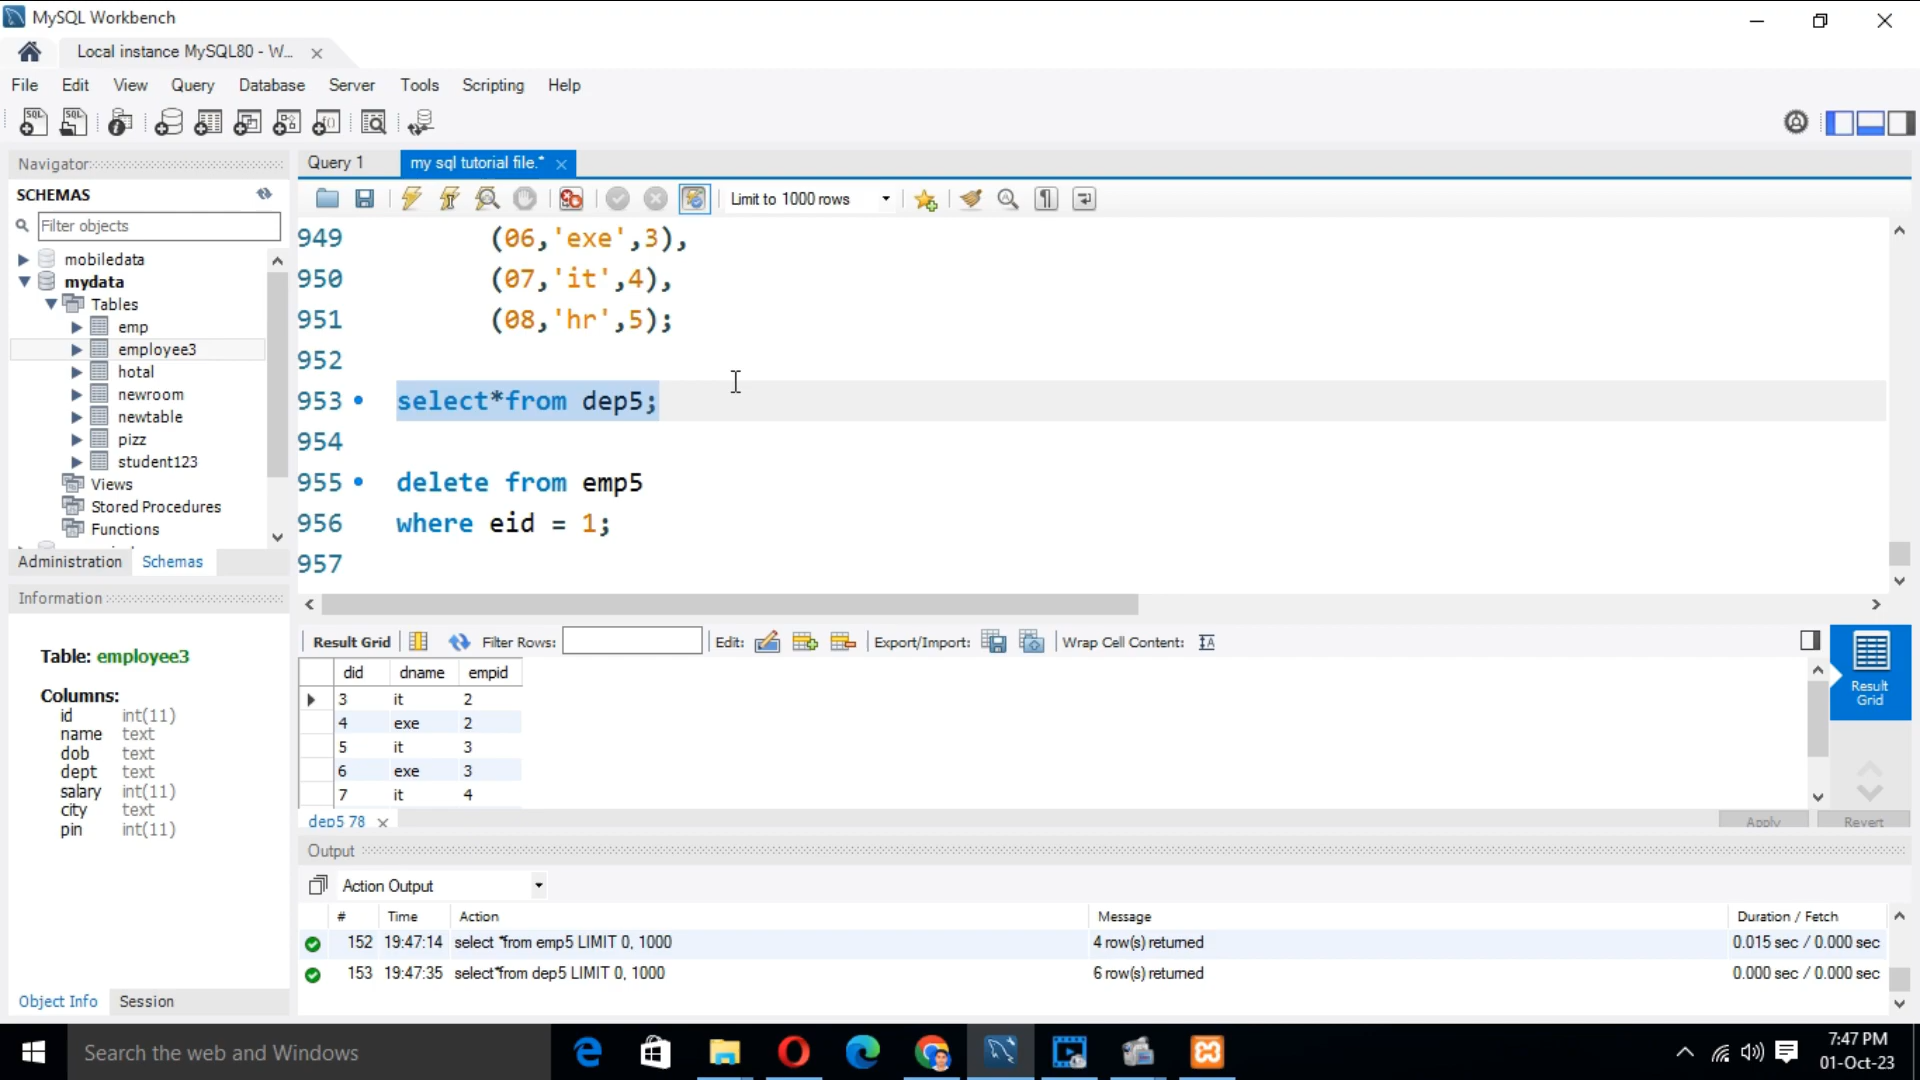 MySQL Workbench
Local instance MySQL80 - W...
File Edit View Query Database Server Tools Scripting Help
Navigator
Query 1
my sql tutorial file.*
SCHEMAS
Limit to 1000 rows
Filter objects
mobiledata
mydata
Tables
emp
employee3
hotal
newroom
newtable
pizz
student123
Views
Stored Procedures
Functions
Administration Schemas
Information
Table: employee3
Columns:
id int(11)
name text
dob text
dept text
salary int(11)
city text
pin int(11)
Object Info Session
949 (06,'exe',3),
950 (07,'it',4),
951 (08,'hr',5);
952
953 select*from dep5;
954
955 delete from emp5
956 where eid = 1;
957
Result Grid Filter Rows: Edit: Export/Import: Wrap Cell Content:
did dname empid
3 it 2
4 exe 2
5 it 3
6 exe 3
7 it 4
Result
Grid
dep5 78 Apply Revert
Output
Action Output
# Time Action Message Duration / Fetch
152 19:47:14 select *from emp5 LIMIT 0, 1000 4 row(s) returned 0.015 sec / 0.000 sec
153 19:47:35 select*from dep5 LIMIT 0, 1000 6 row(s) returned 0.000 sec / 0.000 sec
Search the web and Windows
7:47 PM
01-Oct-23